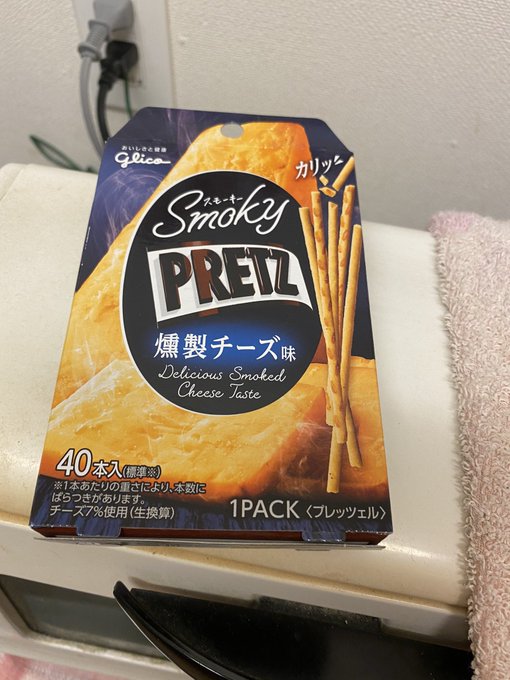 おいしさと健康
glico
カリッ
スモーキー
Smoky
PRETZ
燻製チーズ味
Delicious Smoked
Cheese Taste
40本入(標準※)
※1本あたりの重さにより、本数に
ばらつきがあります。
チーズ7%使用(生換算)
1PACK 〈プレッツェル〉